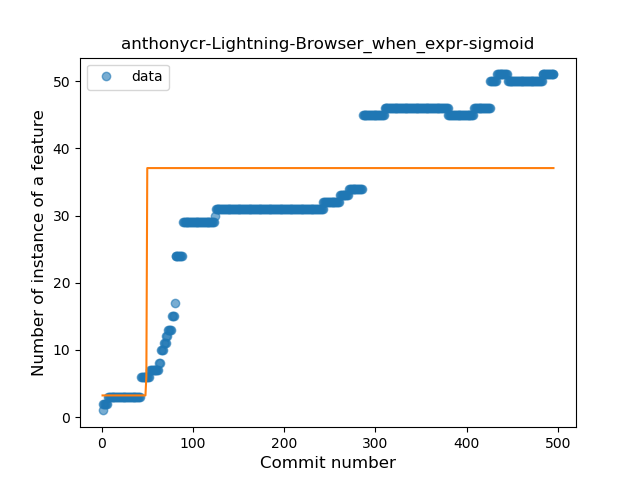 anthonycr-Lightning-Browser_when_expr-sigmoid
data
Number of instance of a feature
50
40
30
20
10
0
0 100 200 300 400 500
Commit number